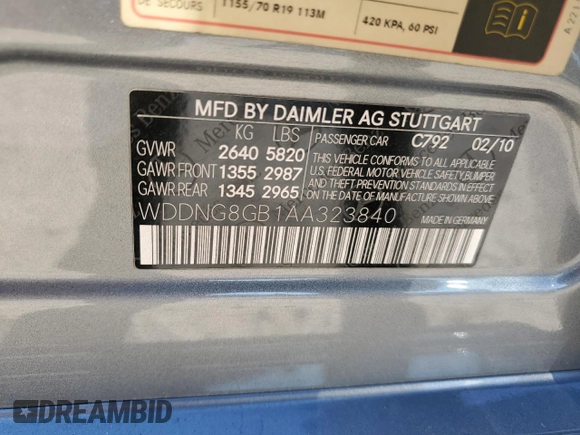 DE SECOURS T155/70 R19 113M 420 KPA, 60 PSI
MFD BY DAIMLER AG STUTTGART
KG LBS PASSENGER CAR C792 02/10
GVWR 2640 5820
GAWR FRONT 1355 2987
GAWR REAR 1345 2965
THIS VEHICLE CONFORMS TO ALL APPLICABLE
U.S. FEDERAL MOTOR VEHICLE SAFETY, BUMPER,
AND THEFT PREVENTION STANDARDS IN EFFECT
ON THE DATE OF MANUFACTURE SHOWN ABOVE.
WDDNG8GB1AA323840
MADE IN GERMANY
DREAMBID